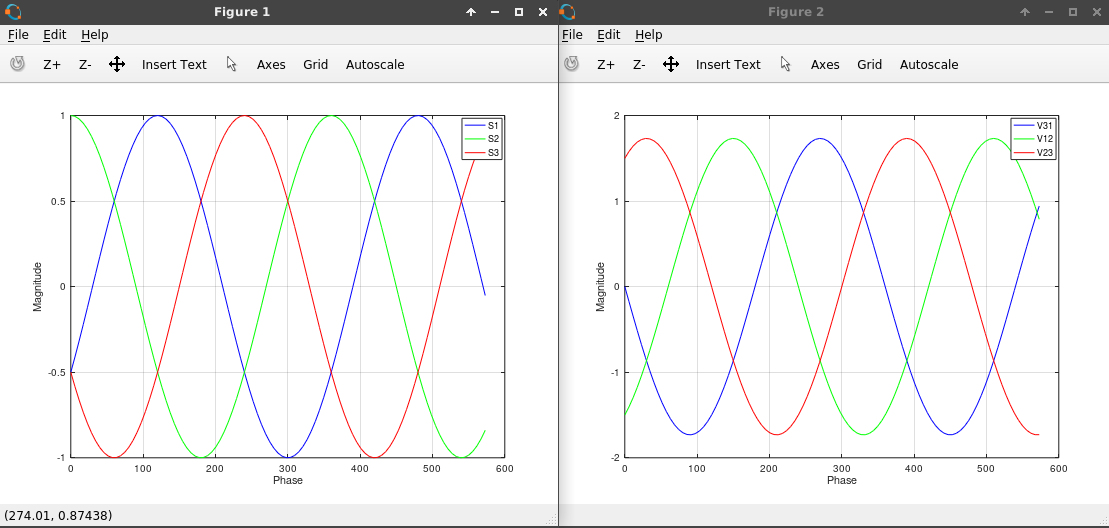 Figure 1
File Edit Help
Z+ Z- Insert Text Axes Grid Autoscale
1
0.5
0
-0.5
-1
Magnitude
0 100 200 300 400 500 600
Phase
S1
S2
S3
(274.01, 0.87438)
Figure 2
File Edit Help
Z+ Z- Insert Text Axes Grid Autoscale
2
1
0
-1
-2
Magnitude
0 100 200 300 400 500 600
Phase
V31
V12
V23